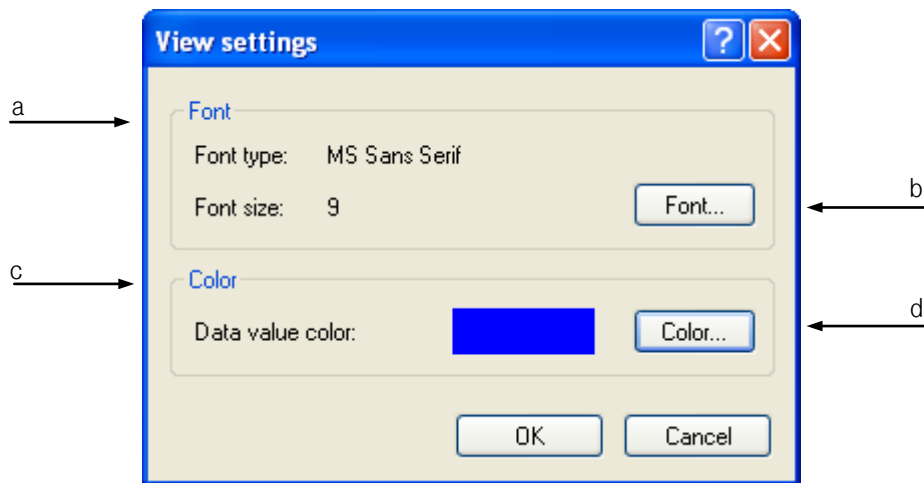 View settings
a
Font
Font type: MS Sans Serif
Font size: 9
Font...
b
c
Color
Data value color:
Color...
d
OK
Cancel